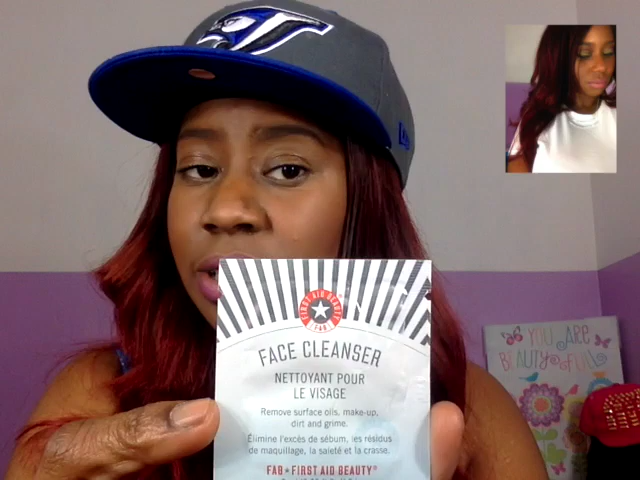 FIRST AID BEAUTY
FAB
FACE CLEANSER
NETTOYANT POUR
LE VISAGE
Remove surface oils, make-up,
dirt and grime.
Élimine l'excés de sébum, les résidus
de maquillage, la saleté et la crasse.
FAB★FIRST AID BEAUTY®
YOU ARE
BEAUTIFUL